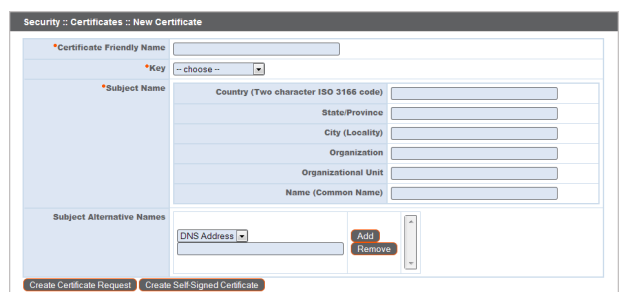 Security :: Certificates :: New Certificate
*Certificate Friendly Name
*Key -- choose --
*Subject Name Country (Two character ISO 3166 code)
State/Province
City (Locality)
Organization
Organizational Unit
Name (Common Name)
Subject Alternative Names
DNS Address Add
Remove
Create Certificate Request Create Self-Signed Certificate